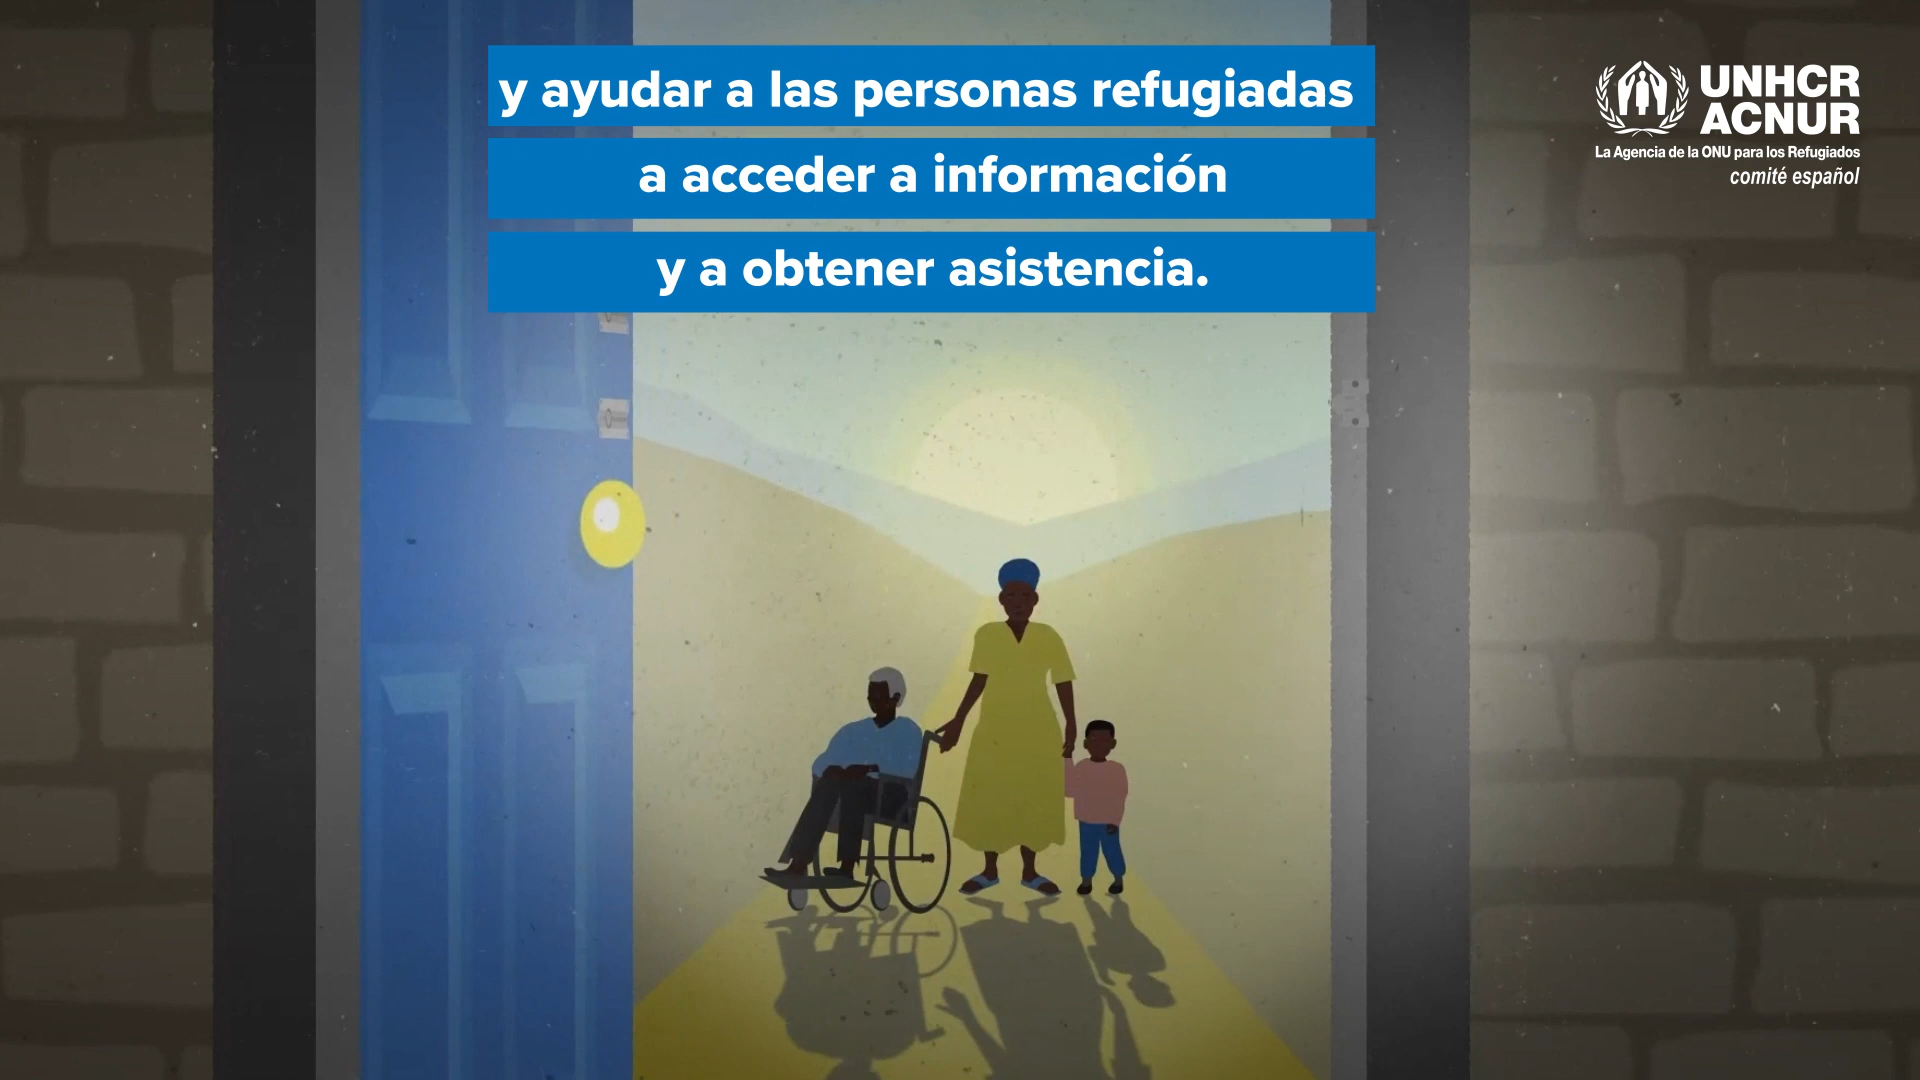 y ayudar a las personas refugiadas
a acceder a información
y a obtener asistencia.
UNHCR
ACNUR
La Agencia de la ONU para los Refugiados
comité español